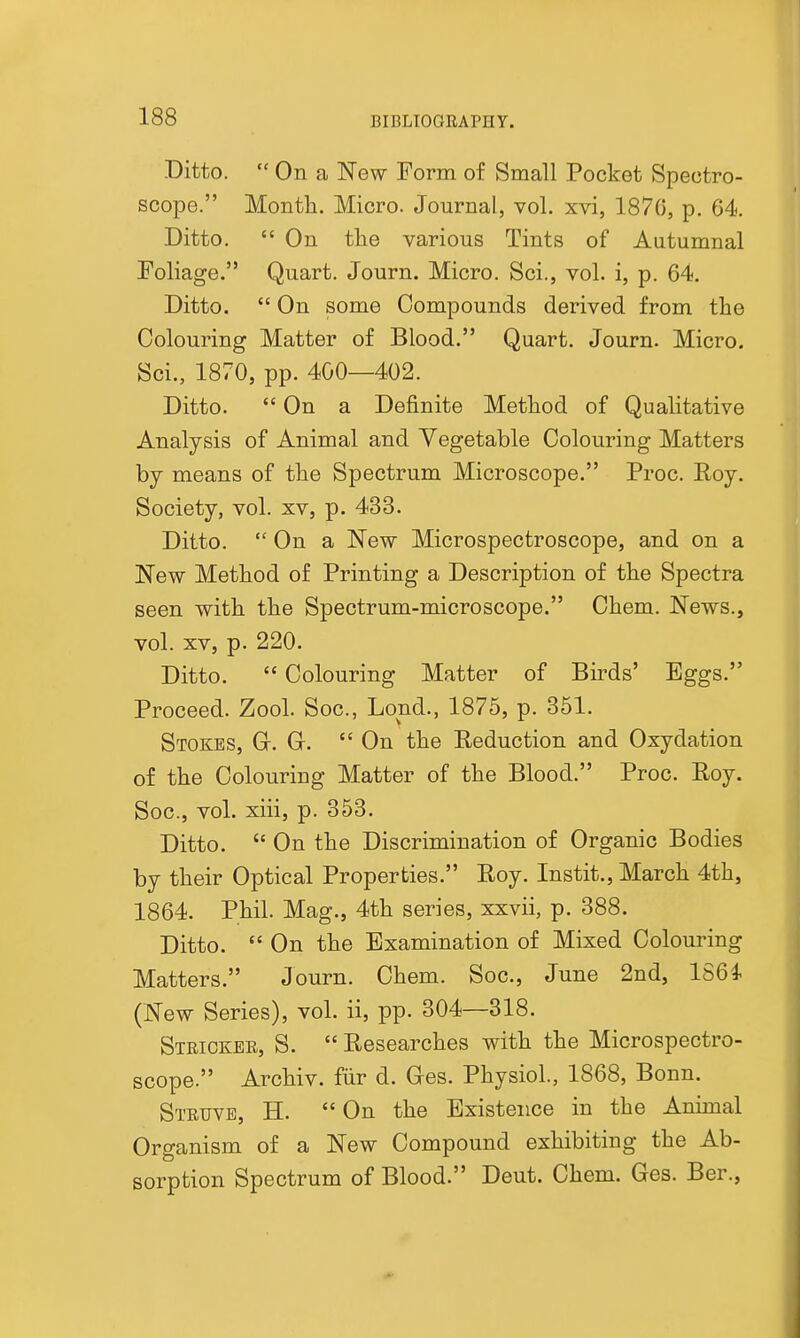 188 BIBLIOGRAPHY.
Ditto. “ On a New Form of Small Pocket Spectro-
scope.” Month. Micro. Journal, vol. xvi, 1876, p. 64.
Ditto. “ On the various Tints of Autumnal
Foliage.” Quart. Journ. Micro. Sci., vol. i, p. 64.
Ditto. “ On some Compounds derived from the
Colouring Matter of Blood.” Quart. Journ. Micro.
Sci., 1870, pp. 400—402.
Ditto. “ On a Definite Method of Qualitative
Analysis of Animal and Vegetable Colouring Matters
by means of the Spectrum Microscope.” Proc. Roy.
Society, vol. xv, p. 433.
Ditto. “ On a New Microspectroscope, and on a
New Method of Printing a Description of the Spectra
seen with the Spectrum-microscope.” Chem. News.,
vol. xv, p. 220.
Ditto. “ Colouring Matter of Birds’ Eggs.”
Proceed. Zool. Soc., Lond., 1875, p. 351.
Stokes, G. G. “ On the Reduction and Oxydation
of the Colouring Matter of the Blood.” Proc. Roy.
Soc., vol. xiii, p. 353.
Ditto. “ On the Discrimination of Organic Bodies
by their Optical Properties.” Roy. Instit., March 4th,
1864. Phil. Mag., 4th series, xxvii, p. 388.
Ditto. “ On the Examination of Mixed Colouring
Matters.” Journ. Chem. Soc., June 2nd, 1864
(New Series), vol. ii, pp. 304—318.
Stricker, S. “ Researches with the Microspectro-
scope.” Archiv. für d. Ges. Physiol., 1868, Bonn.
Struve, H. “ On the Existence in the Animal
Organism of a New Compound exhibiting the Ab-
sorption Spectrum of Blood.” Deut. Chem. Ges. Ber.,